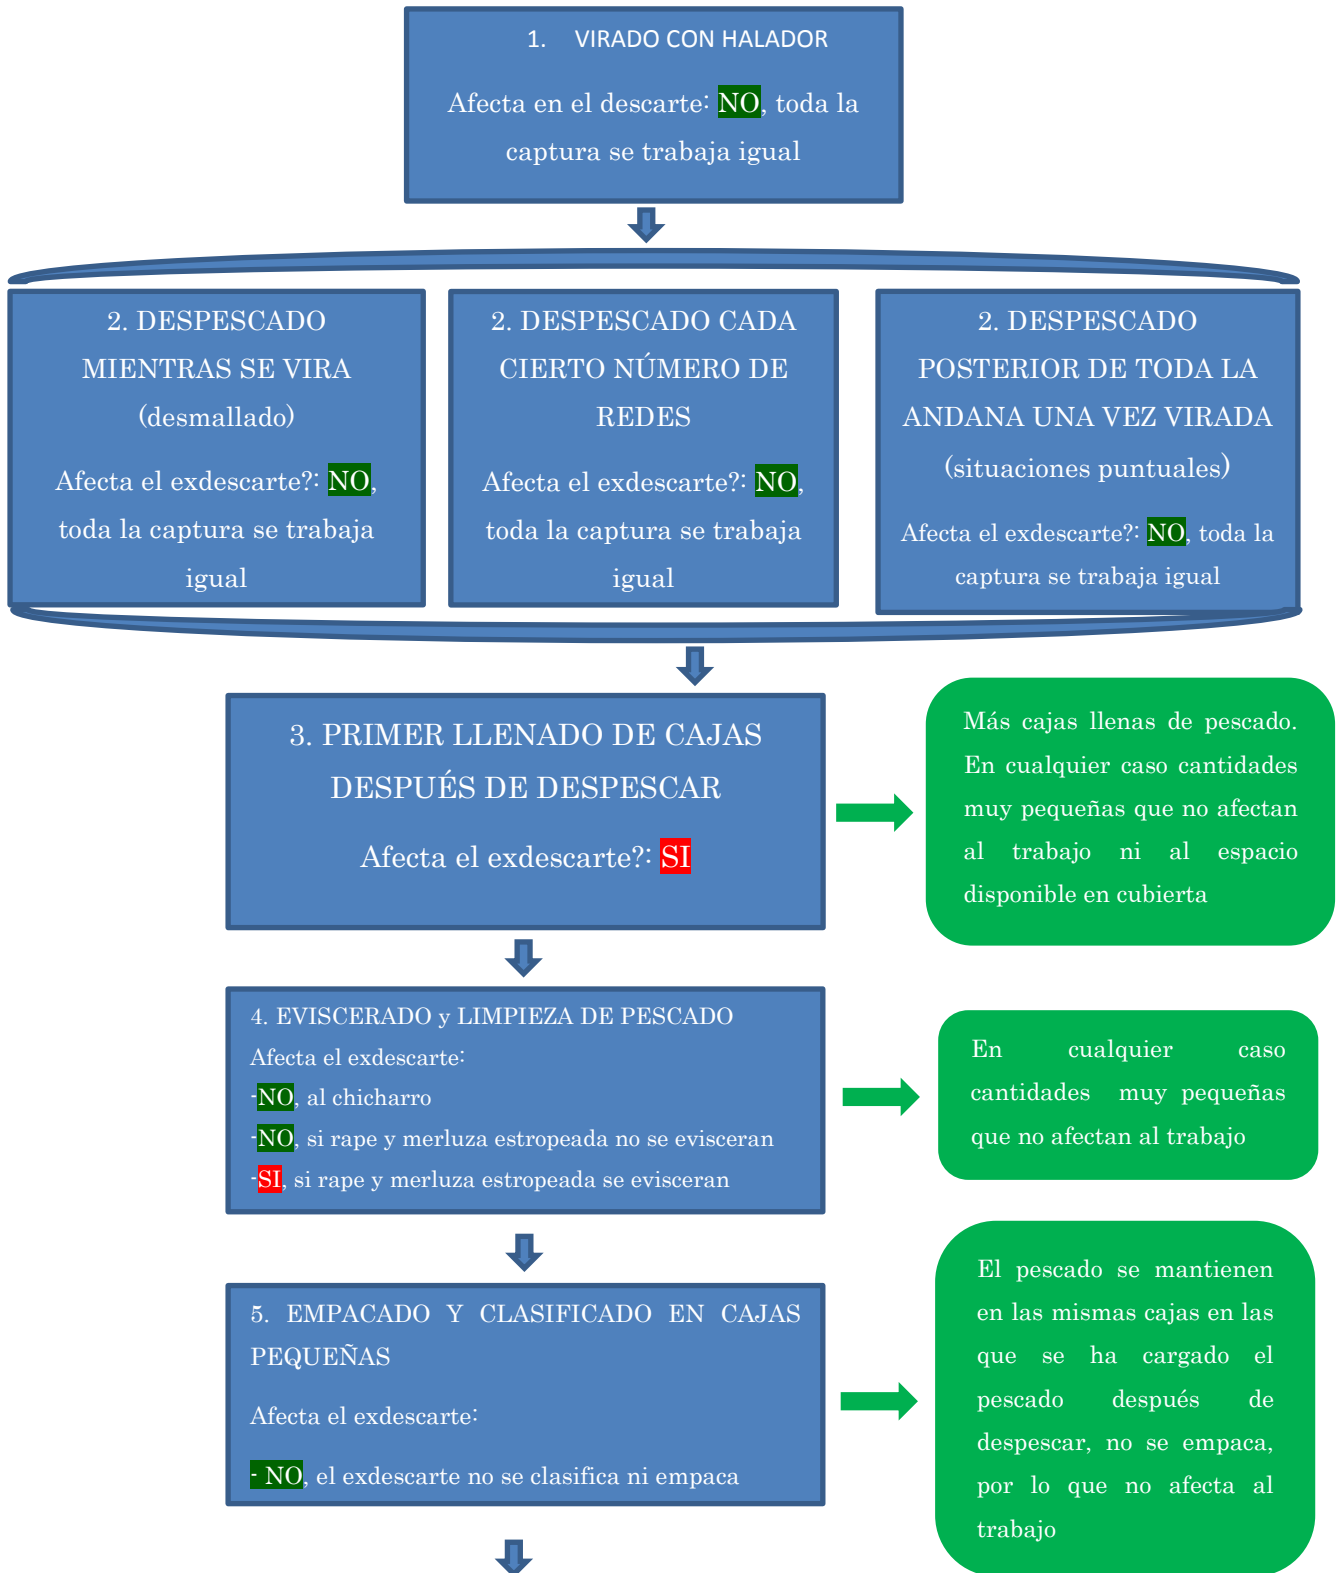 1. VIRADO CON HALADOR
Afecta en el descarte: NO, toda la
captura se trabaja igual
2. DESPESCADO
MIENTRAS SE VIRA
(desmallado)
Afecta el exdescarte?: NO,
toda la captura se trabaja
igual
2. DESPESCADO CADA
CIERTO NÚMERO DE
REDES
Afecta el exdescarte?: NO,
toda la captura se trabaja
igual
2. DESPESCADO
POSTERIOR DE TODA LA
ANDANA UNA VEZ VIRADA
(situaciones puntuales)
Afecta el exdescarte?: NO, toda la
captura se trabaja igual
3. PRIMER LLENADO DE CAJAS
DESPUÉS DE DESPESCAR
Afecta el exdescarte?: SI
Más cajas llenas de pescado.
En cualquier caso cantidades
muy pequeñas que no afectan
al trabajo ni al espacio
disponible en cubierta
4. EVISCERADO y LIMPIEZA DE PESCADO
Afecta el exdescarte:
-NO, al chicharro
-NO, si rape y merluza estropeada no se evisceran
-SI, si rape y merluza estropeada se evisceran
En cualquier caso
cantidades muy pequeñas
que no afectan al trabajo
5. EMPACADO Y CLASIFICADO EN CAJAS
PEQUEÑAS
Afecta el exdescarte:
- NO, el exdescarte no se clasifica ni empaca
El pescado se mantienen
en las mismas cajas en las
que se ha cargado el
pescado después de
despescar, no se empaca,
por lo que no afecta al
trabajo